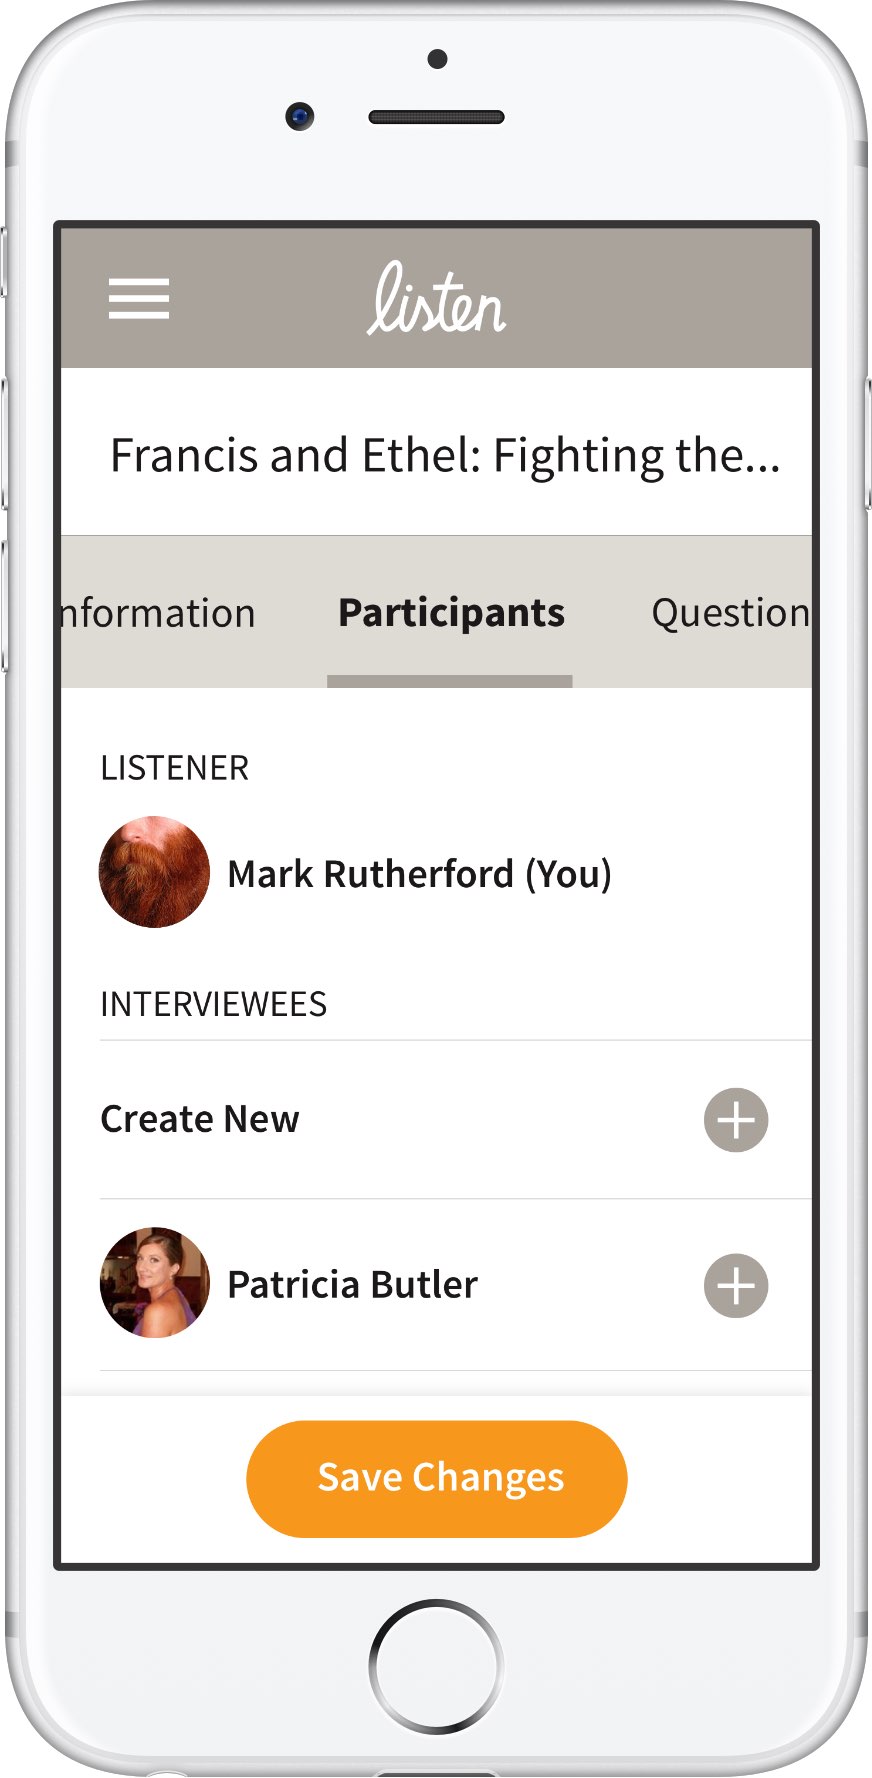 listen
Francis and Ethel: Fighting the...
nformation Participants Question
LISTENER
Mark Rutherford (You)
INTERVIEWEES
Create New
Patricia Butler
Save Changes